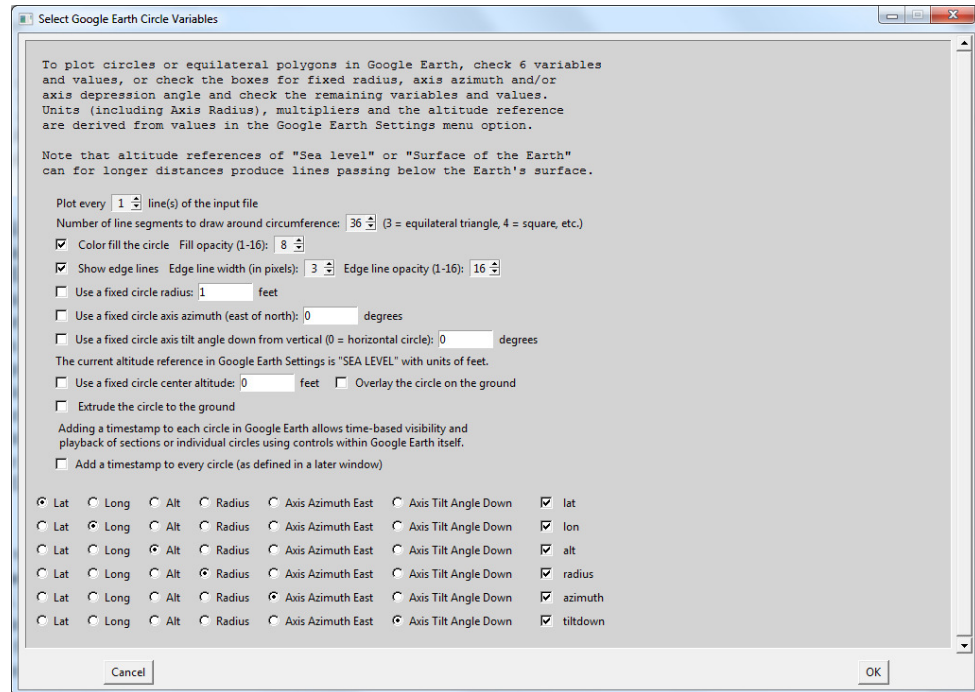 Select Google Earth Circle Variables
To plot circles or equilateral polygons in Google Earth, check 6 variables
and values, or check the boxes for fixed radius, axis azimuth and/or
axis depression angle and check the remaining variables and values.
Units (including Axis Radius), multipliers and the altitude reference
are derived from values in the Google Earth Settings menu option.
Note that altitude references of "Sea level" or "Surface of the Earth"
can for longer distances produce lines passing below the Earth's surface.
Plot every 1 line(s) of the input file
Number of line segments to draw around circumference: 36 (3 = equilateral triangle, 4 = square, etc.)
Color fill the circle Fill opacity (1-16): 8
Show edge lines Edge line width (in pixels): 3 Edge line opacity (1-16): 16
Use a fixed circle radius: 1 feet
Use a fixed circle axis azimuth (east of north): 0 degrees
Use a fixed circle axis tilt angle down from vertical (0 = horizontal circle): 0 degrees
The current altitude reference in Google Earth Settings is "SEA LEVEL" with units of feet.
Use a fixed circle center altitude: 0 feet Overlay the circle on the ground
Extrude the circle to the ground
Adding a timestamp to each circle in Google Earth allows time-based visibility and
playback of sections or individual circles using controls within Google Earth itself.
Add a timestamp to every circle (as defined in a later window)
Lat Long Alt Radius Axis Azimuth East Axis Tilt Angle Down lat
Lat Long Alt Radius Axis Azimuth East Axis Tilt Angle Down lon
Lat Long Alt Radius Axis Azimuth East Axis Tilt Angle Down alt
Lat Long Alt Radius Axis Azimuth East Axis Tilt Angle Down radius
Lat Long Alt Radius Axis Azimuth East Axis Tilt Angle Down azimuth
Lat Long Alt Radius Axis Azimuth East Axis Tilt Angle Down tiltdown
Cancel OK